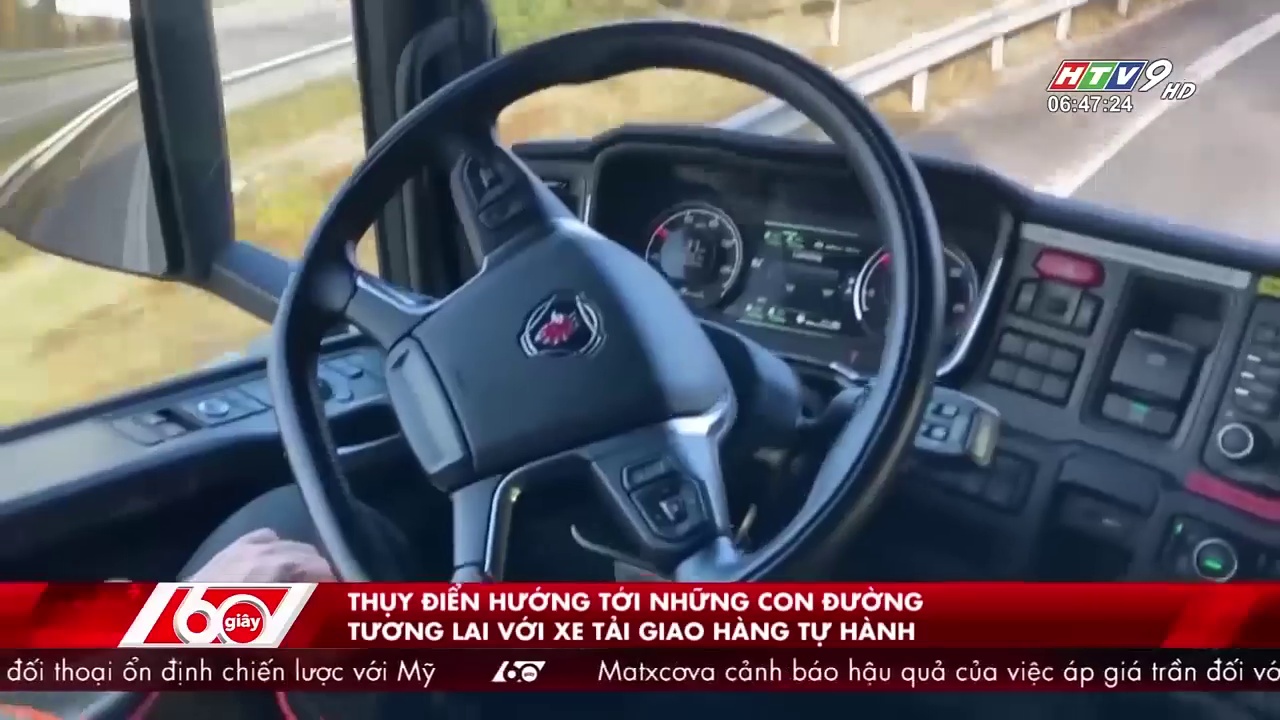 HTV9 HD
06:47:24
60 giây
THỤY ĐIỂN HƯỚNG TỚI NHỮNG CON ĐƯỜNG
TƯƠNG LAI VỚI XE TẢI GIAO HÀNG TỰ HÀNH
đối thoại ổn định chiến lược với Mỹ 60 giây Matxcova cảnh báo hậu quả của việc áp giá trần đối